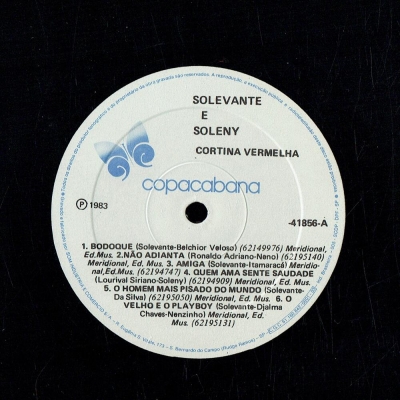 SOLEVANTE
E
SOLENY
CORTINA VERMELHA
copacabana
℗ 1983
-41856-A
1. BODOQUE (Solevante-Belchior Veloso) (62149976) Meridional,
Ed. Mus. 2.NÃO ADIANTA (Ronaldo Adriano-Neno) (62195140)
Meridional, Ed. Mus. 3. AMIGA (Solevante-Itamaracá) Meridio-
nal,Ed.Mus. (62194747) 4. QUEM AMA SENTE SAUDADE
(Lourival Siriano-Soleny) (62194909) Meridional, Ed. Mus.
5. O HOMEM MAIS PISADO DO MUNDO (Solevante-
Da Silva) (62195050) Meridional, Ed. Mus. 6. O
VELHO E O PLAYBOY (Solevante-Djalma
Chaves-Nenzinho) Meridional, Ed.
Mus. (62195131)